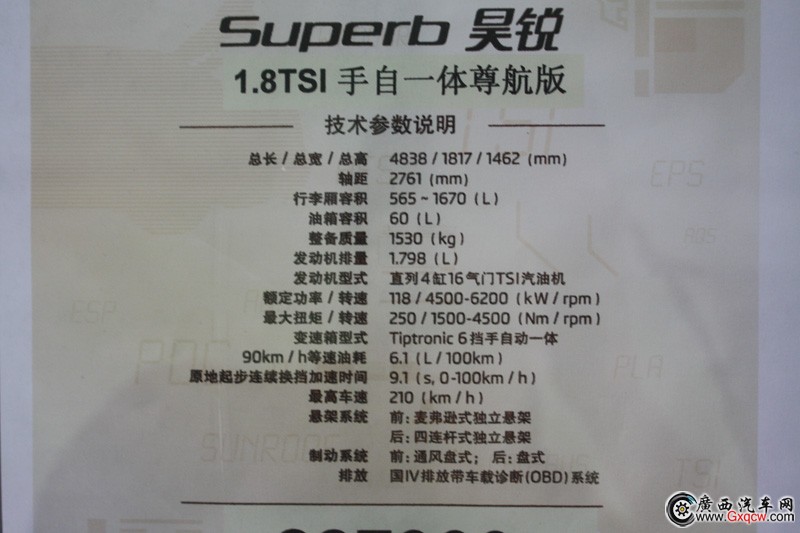 Superb 昊锐
1.8TSI 手自一体尊航版
技术参数说明
总长 / 总宽 / 总高 4838 / 1817 / 1462 (mm)
轴距 2761 (mm)
行李厢容积 565 ~ 1670 (L)
油箱容积 60 (L)
整备质量 1530 (kg)
发动机排量 1.798 (L)
发动机型式 直列4缸16气门TSI汽油机
额定功率 / 转速 118 / 4500-6200 (kW / rpm)
最大扭矩 / 转速 250 / 1500-4500 (Nm / rpm)
变速箱型式 Tiptronic 6挡手自动一体
90km / h等速油耗 6.1 (L / 100km)
原地起步连续换挡加速时间 9.1 (s, 0-100km / h)
最高车速 210 (km / h)
悬架系统 前: 麦弗逊式独立悬架
后: 四连杆式独立悬架
制动系统 前: 通风盘式; 后: 盘式
排放 国IV排放带车载诊断(OBD)系统
EPS
ESP
PLA
SUNROOF
TSI
廣西汽车网
www.Gxqcw.com